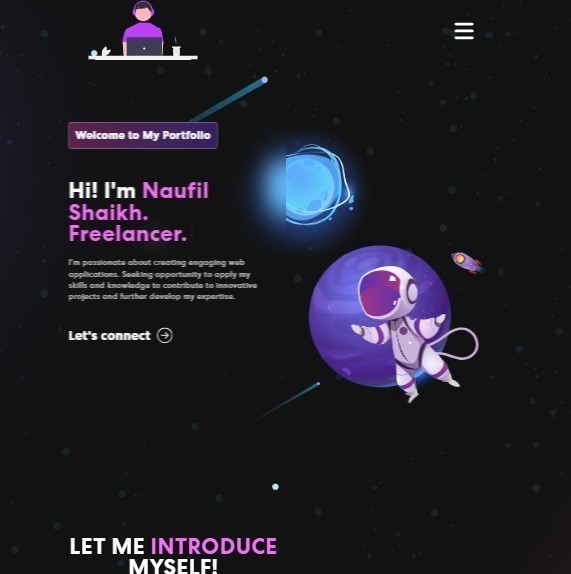 Welcome to My Portfolio
Hi! I'm Naufil
Shaikh.
Freelancer.
I'm passionate about creating engaging web
applications. Seeking opportunity to apply my
skills and knowledge to contribute to innovative
projects and further develop my expertise.
Let's connect
LET ME INTRODUCE
MYSELF!